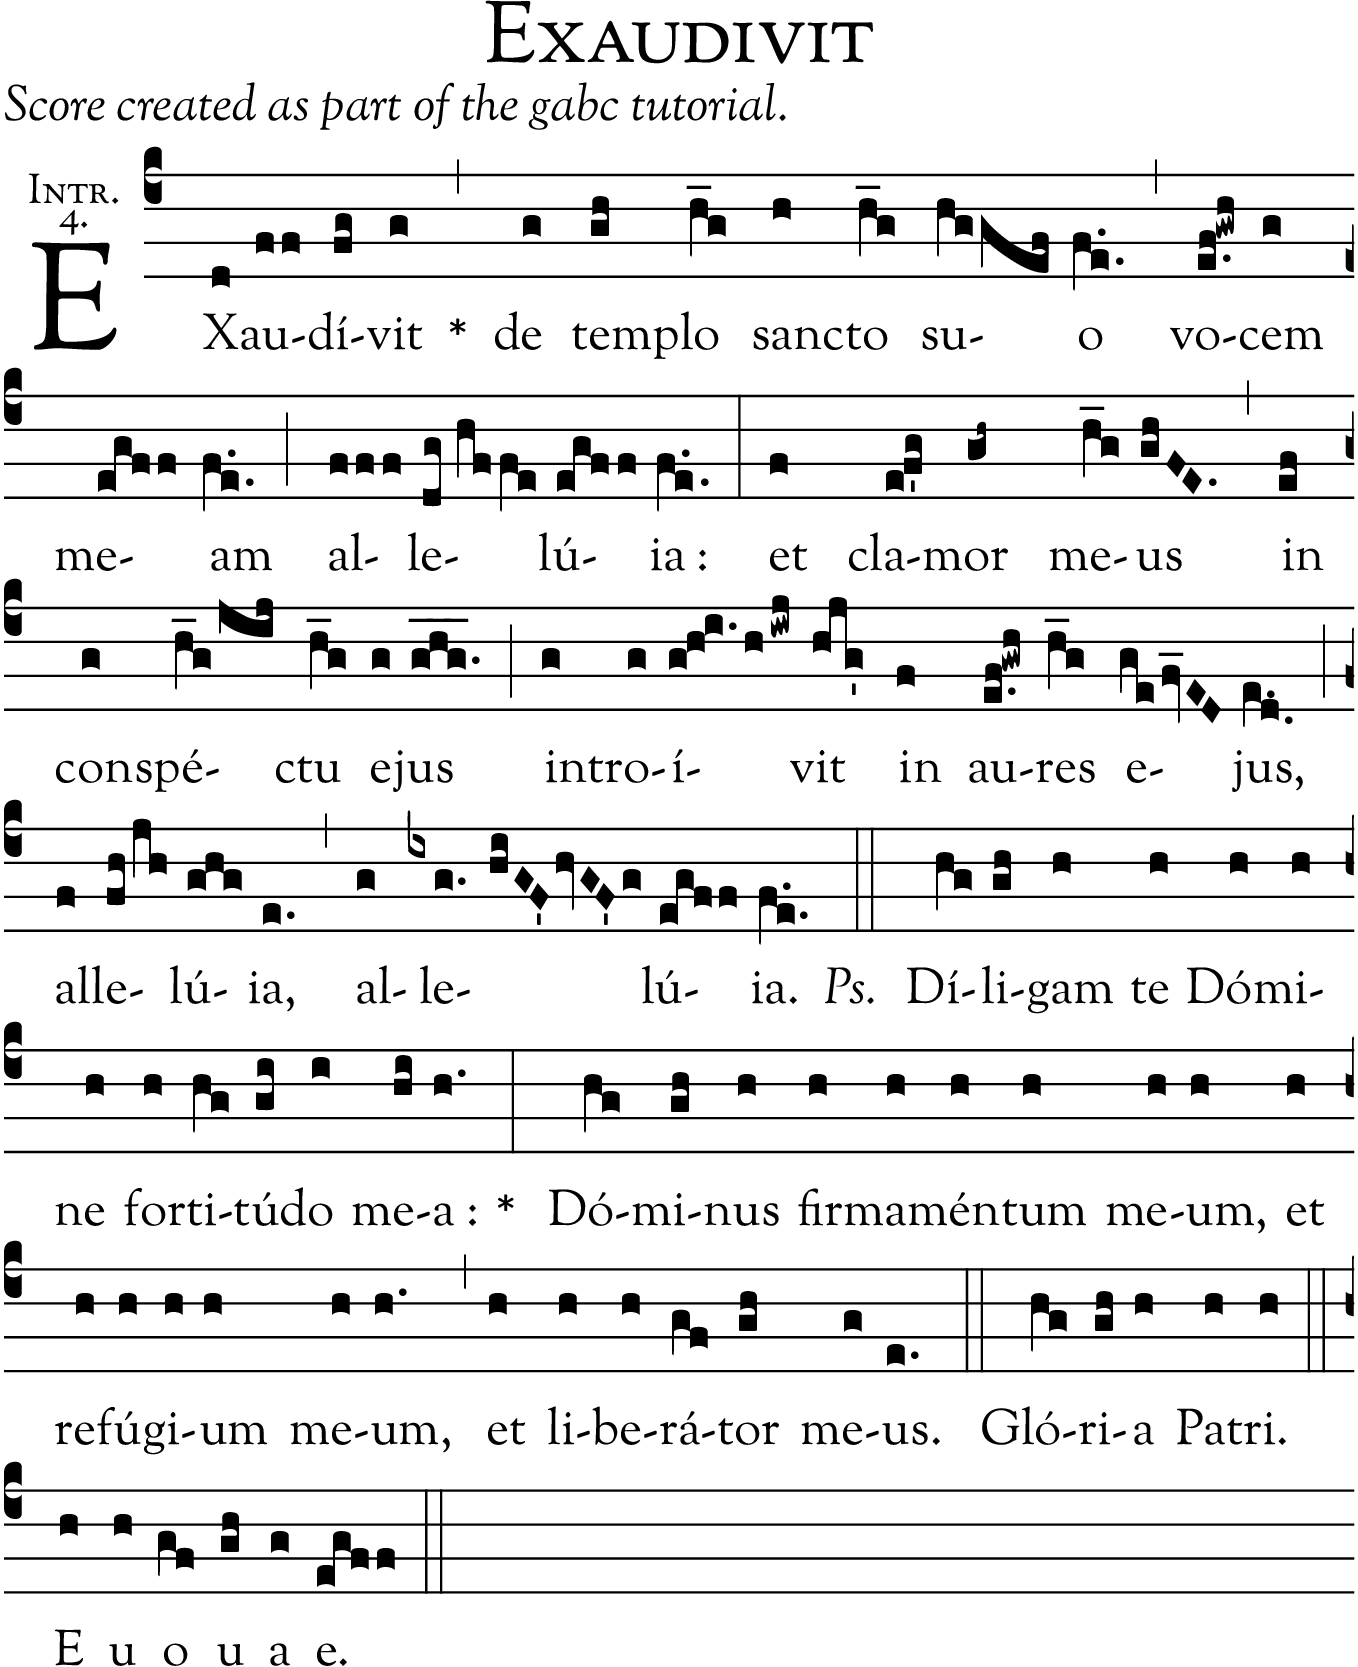 Exaudivit
Score created as part of the gabc tutorial.
Intr.
4.
EXau-dí-vit * de templo sancto su- o vo-cem
me- am al- le- lú- ia : et cla-mor me-us in
conspé- ctu ejus intro-í- vit in au-res e- jus,
alle- lú- ia, al- le- lú- ia. Ps. Dí-li-gam te Dómi-
ne forti-túdo me-a : * Dó-mi-nus firmaméntum me-um, et
refúgi-um me-um, et li-be-rá-tor me-us. Gló-ri-a Patri.
E u o u a e.